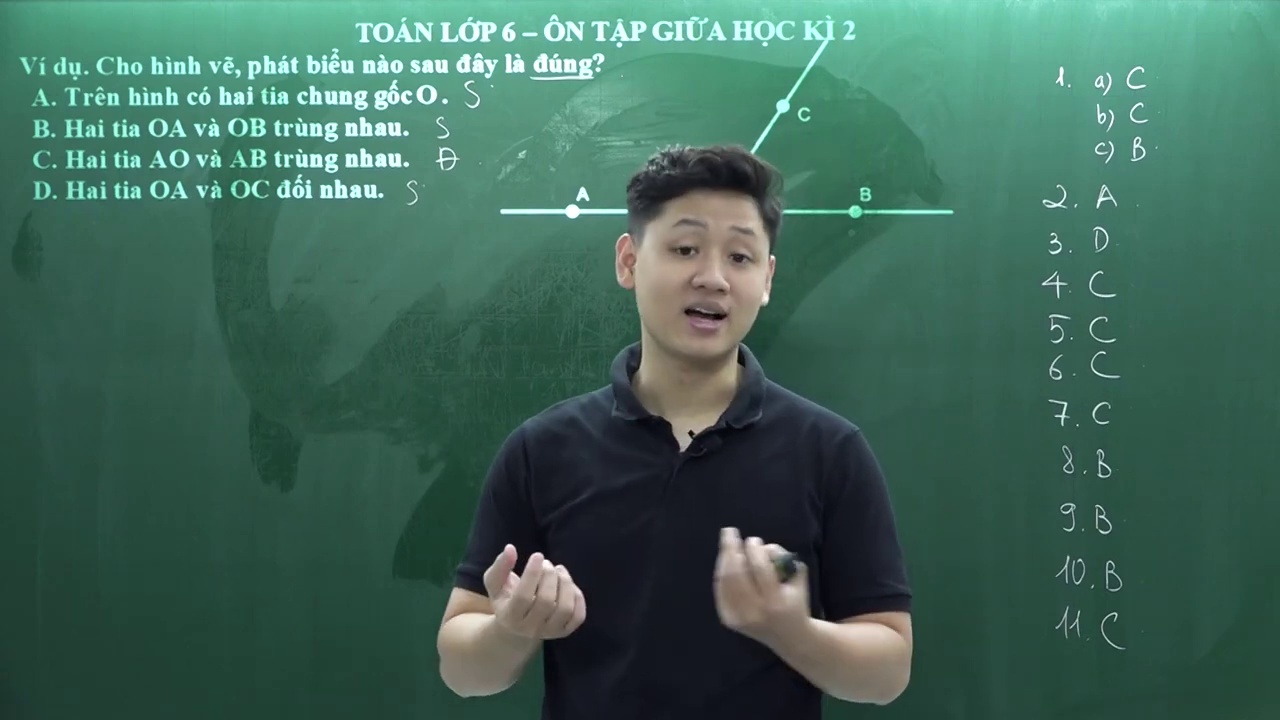 TOÁN LỚP 6 – ÔN TẬP GIỮA HỌC KÌ 2
Ví dụ. Cho hình vẽ, phát biểu nào sau đây là đúng?
A. Trên hình có hai tia chung gốc O. S
B. Hai tia OA và OB trùng nhau. S
C. Hai tia AO và AB trùng nhau. Đ
D. Hai tia OA và OC đối nhau. S
C
A
B
1. a) C
b) C
c) B
2. A
3. D
4. C
5. C
6. C
7. C
8. B
9. B
10. B
11. C